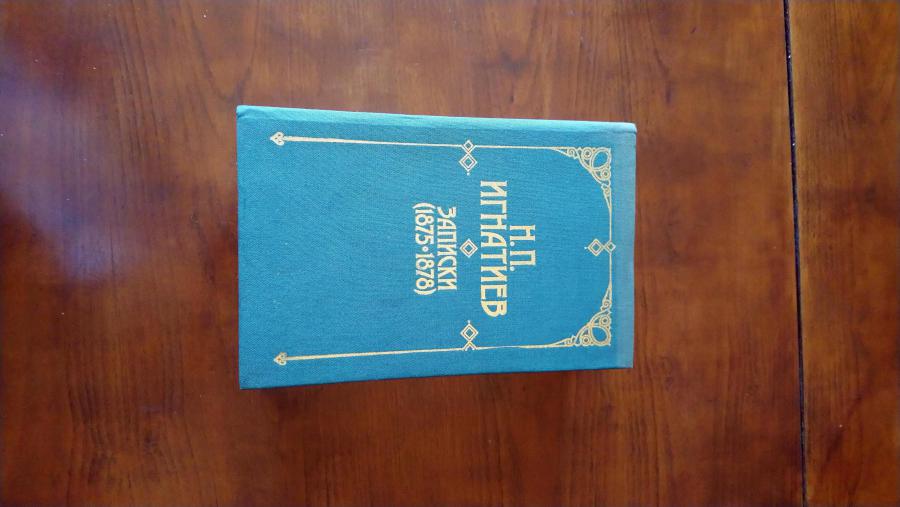 Н. П.
ИГНАТИЕВ
ЗАПИСКИ
(1875•1878)